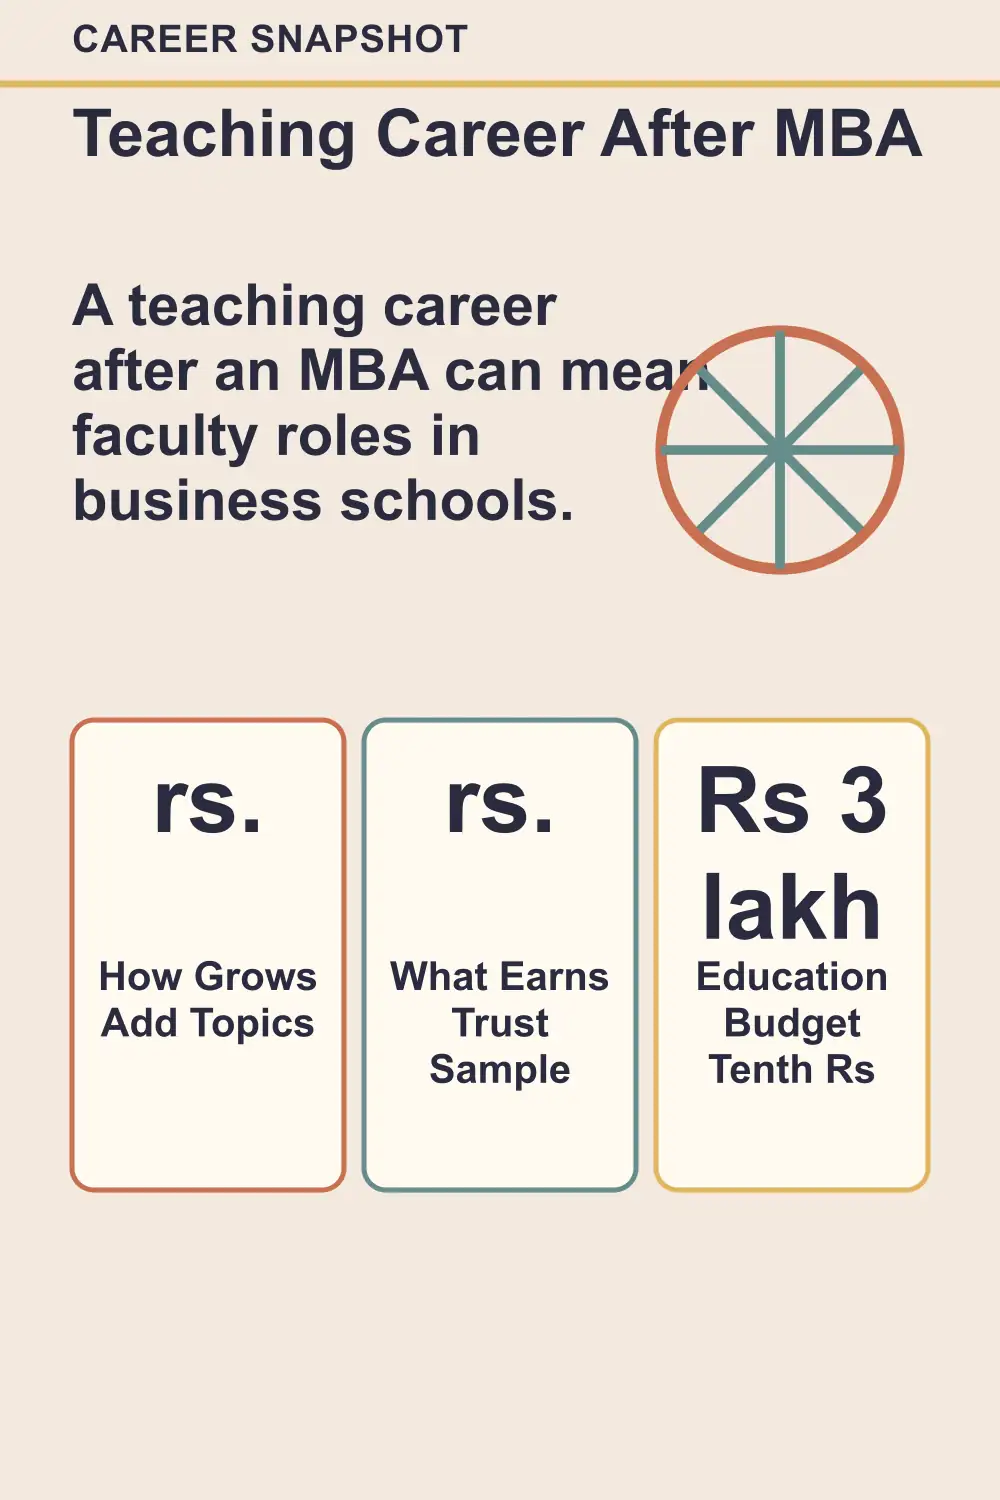 CAREER SNAPSHOT
Teaching Career After MBA
A teaching career
after an MBA can mean
faculty roles in
business schools.
rs.
How Grows
Add Topics
rs.
What Earns
Trust
Sample
Rs 3
lakh
Education
Budget
Tenth Rs